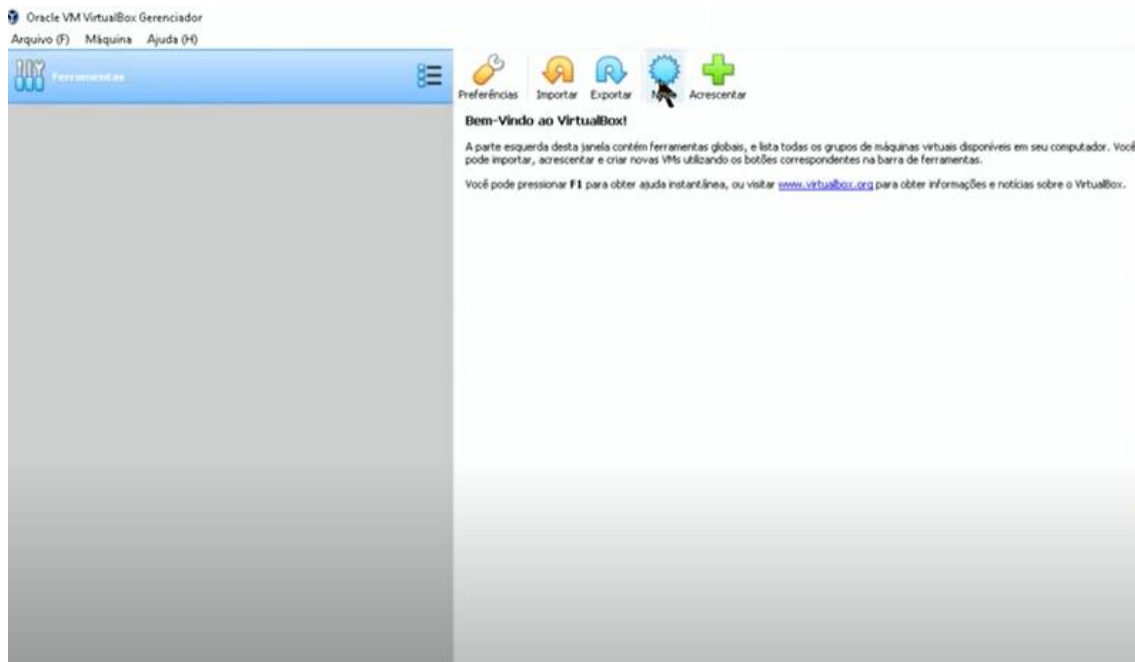 Oracle VM VirtualBox Gerenciador
Arquivo (F) Máquina Ajuda (H)
Ferramentas
Preferências Importar Exportar Acrescentar
Bem-Vindo ao VirtualBox!
A parte esquerda desta janela contém ferramentas globais, e lista todas os grupos de máquinas virtuais disponíveis em seu computador. Você
pode importar, acrescentar e criar novas VMs utilizando os botões correspondentes na barra de ferramentas.
Você pode pressionar F1 para obter ajuda instantânea, ou visitar www.virtualbox.org para obter informações e notícias sobre o VirtualBox.